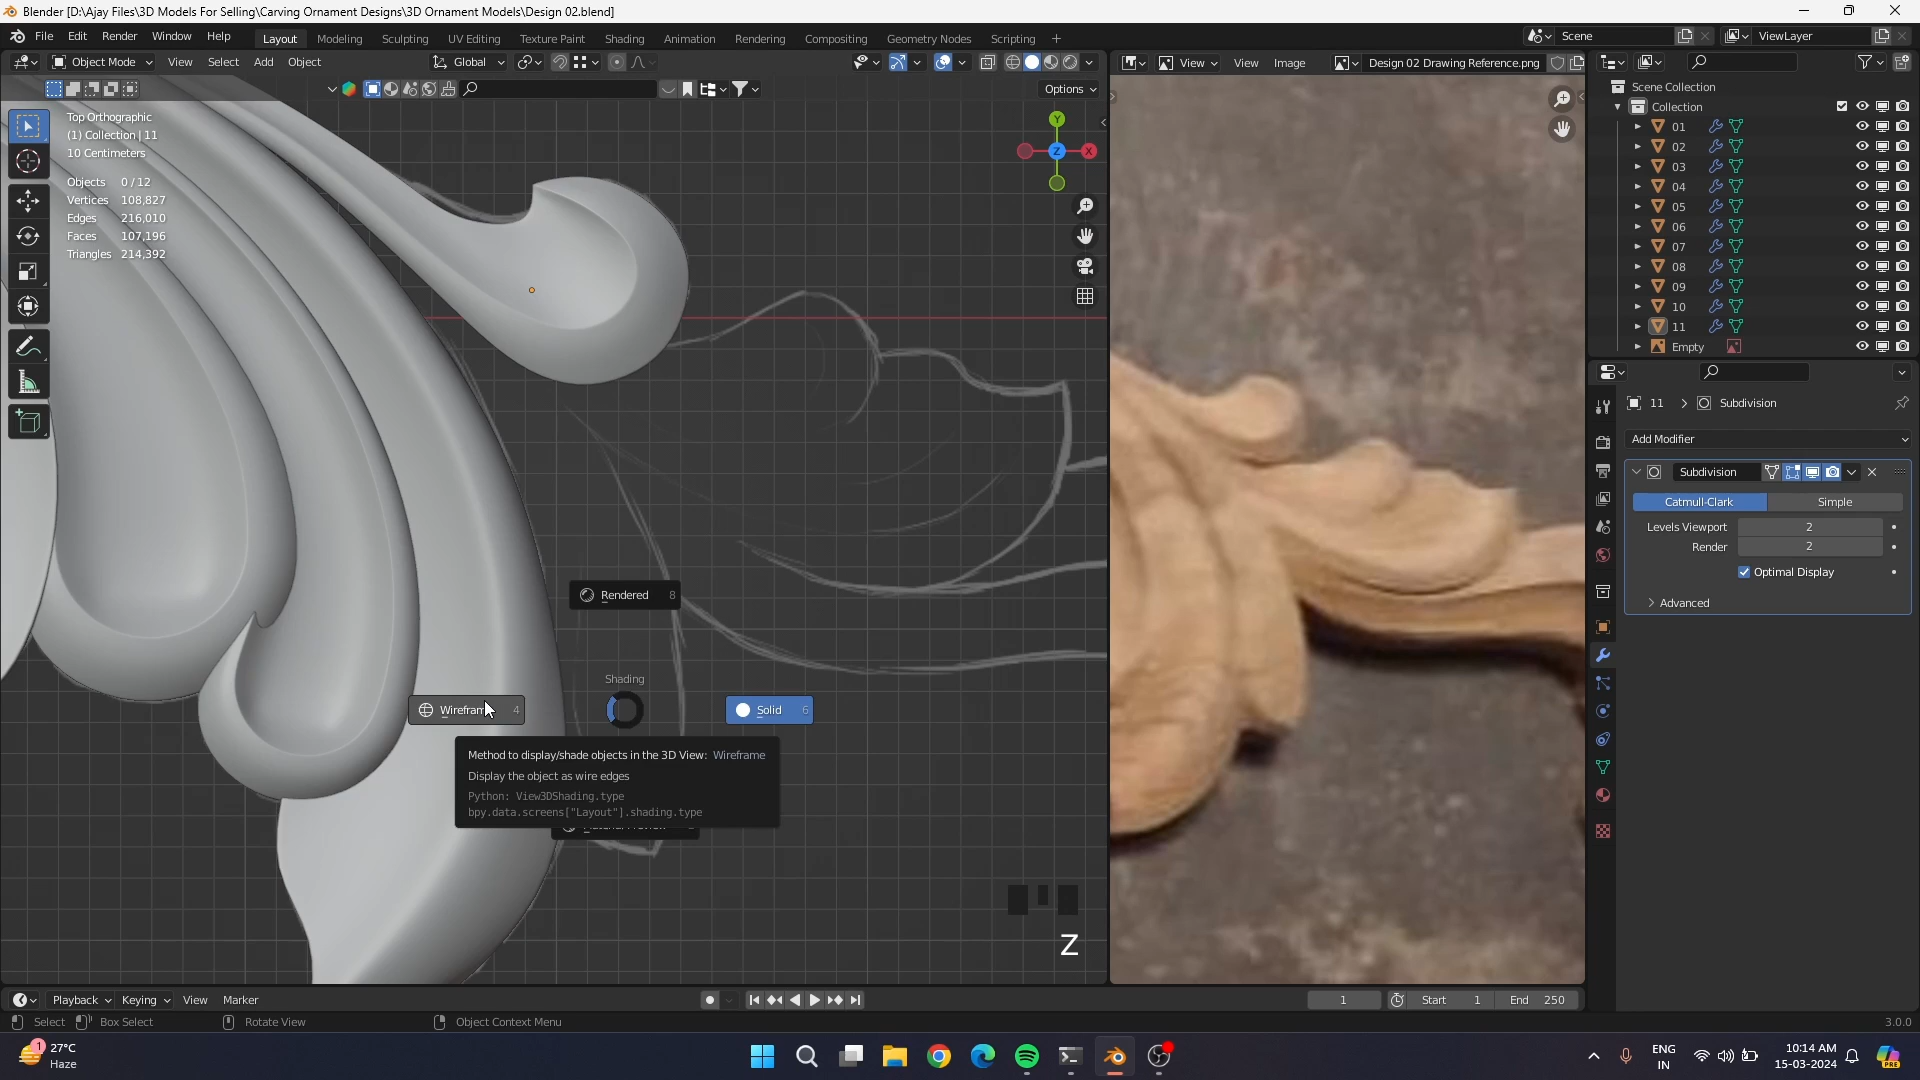 Blender [D:\Ajay Files\3D Models For Selling\Carving Ornament Designs\3D Ornament Models\Design 02.blend]
File Edit Render Window Help Layout Modeling Sculpting UV Editing Texture Paint Shading Animation Rendering Compositing Geometry Nodes Scripting + Scene ViewLayer
Object Mode View Select Add Object Global View View Image Design 02 Drawing Reference.png
Options
Scene Collection
Collection
01
02
03
04
05
06
07
08
09
10
11
Empty
Top Orthographic
(1) Collection | 11
10 Centimeters
Objects 0/12
Vertices 108,827
Edges 216,010
Faces 107,196
Triangles 214,392
Y
Z X
11 > Subdivision
Add Modifier
Subdivision
Catmull-Clark Simple
Levels Viewport 2
Render 2
Optimal Display
Advanced
Rendered 8
Shading
4
Solid 6
Method to display/shade objects in the 3D View: Wireframe
Display the object as wire edges
Python: View3DShading.type
bpy.data.screens["Layout"].shading.type
Z
Playback Keying View Marker 1 Start 1 End 250
Select Box Select Rotate View Object Context Menu 3.0.0
1
27°C
Haze
ENG
IN
10:14 AM
15-03-2024
PRE